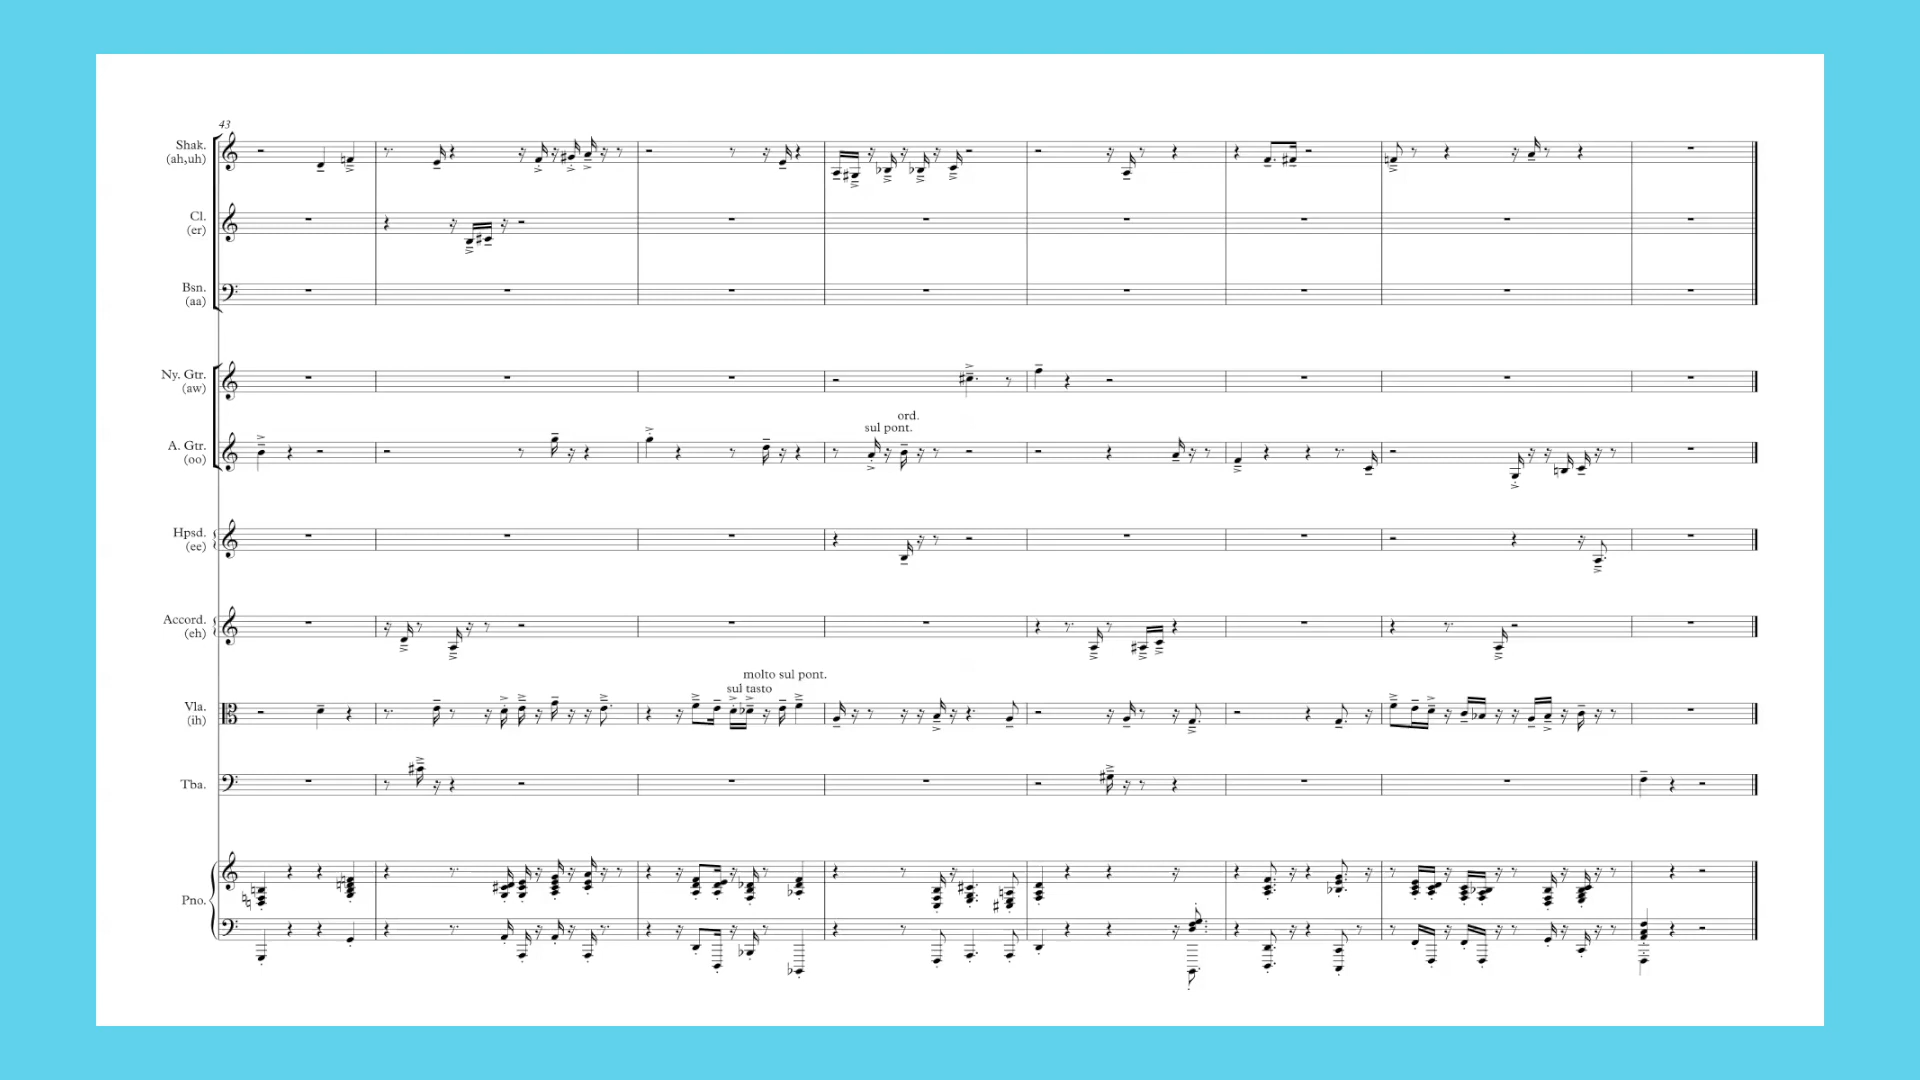 43
Shak.
(ah,uh)
Cl.
(er)
Bsn.
(aa)
Ny. Gtr.
(aw)
ord.
sul pont.
A. Gtr.
(oo)
Hpsd.
(ee)
Accord.
(eh)
molto sul pont.
sul tasto
Vla.
(ih)
Tba.
Pno.